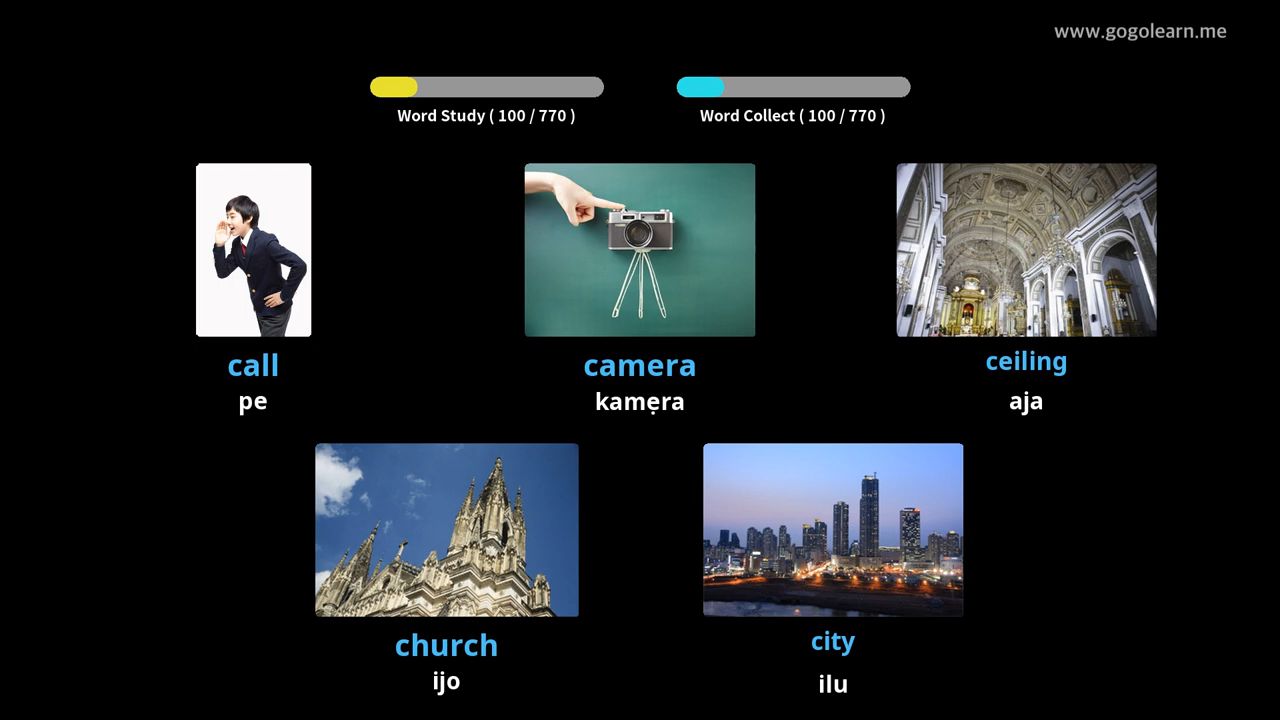 www.gogolearn.me
Word Study ( 100 / 770 )
Word Collect ( 100 / 770 )
call
pe
camera
kamẹra
ceiling
aja
church
ijo
city
ilu